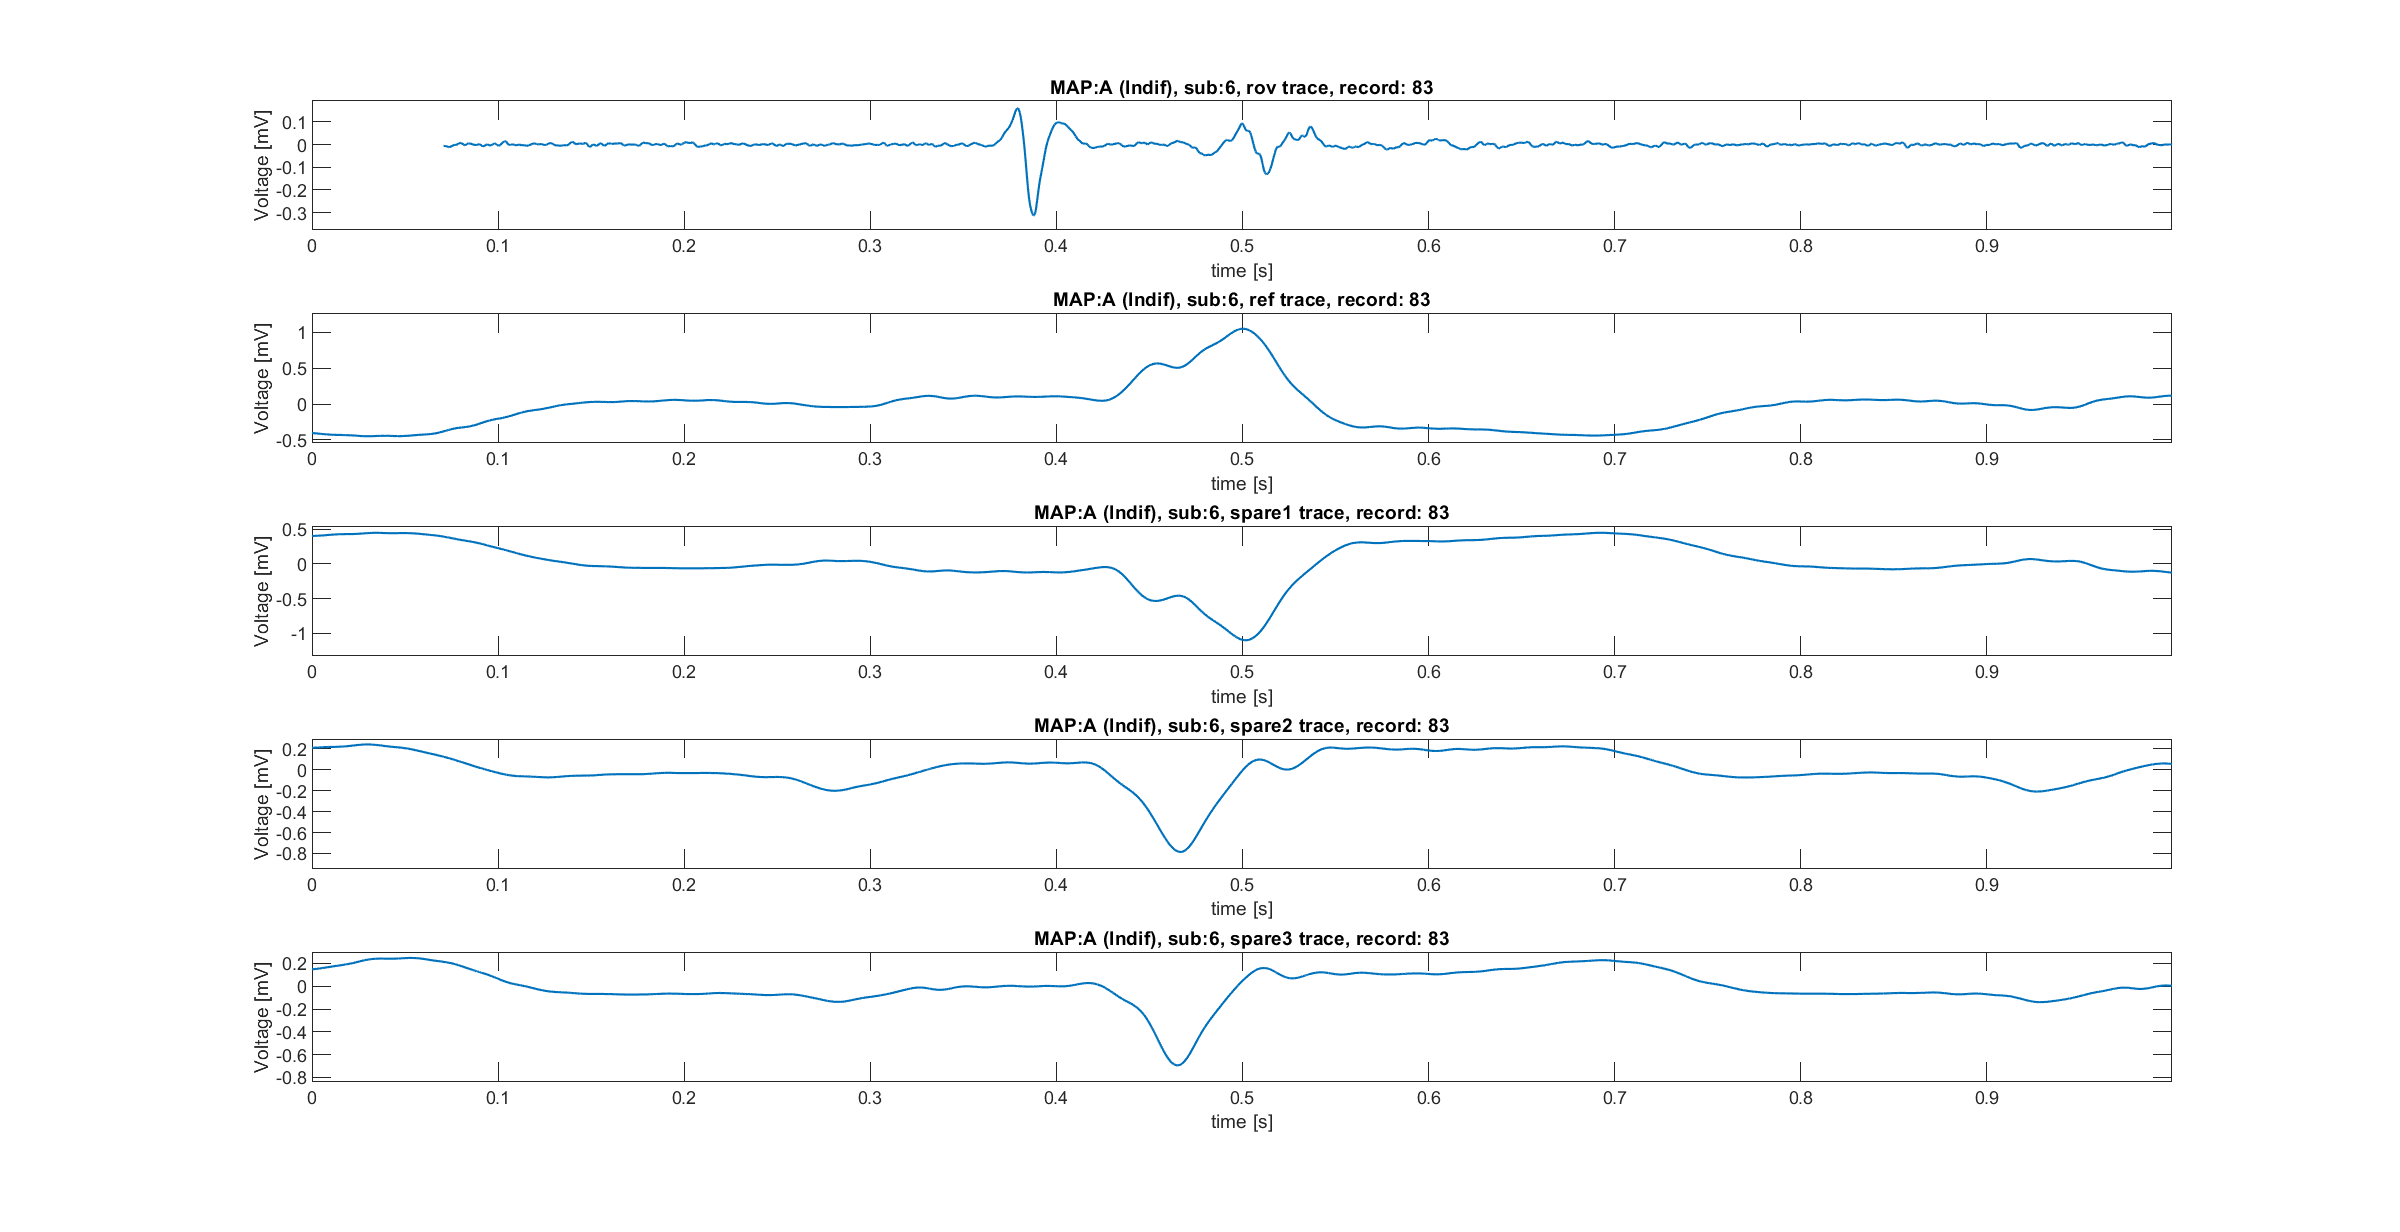 MAP:A (Indif), sub:6, rov trace, record: 83
Voltage [mV]
0.1
0
-0.1
-0.2
-0.3
0 0.1 0.2 0.3 0.4 0.5 0.6 0.7 0.8 0.9
time [s]
MAP:A (Indif), sub:6, ref trace, record: 83
Voltage [mV]
1
0.5
0
-0.5
0 0.1 0.2 0.3 0.4 0.5 0.6 0.7 0.8 0.9
time [s]
MAP:A (Indif), sub:6, spare1 trace, record: 83
Voltage [mV]
0.5
0
-0.5
-1
0 0.1 0.2 0.3 0.4 0.5 0.6 0.7 0.8 0.9
time [s]
MAP:A (Indif), sub:6, spare2 trace, record: 83
Voltage [mV]
0.2
0
-0.2
-0.4
-0.6
-0.8
0 0.1 0.2 0.3 0.4 0.5 0.6 0.7 0.8 0.9
time [s]
MAP:A (Indif), sub:6, spare3 trace, record: 83
Voltage [mV]
0.2
0
-0.2
-0.4
-0.6
-0.8
0 0.1 0.2 0.3 0.4 0.5 0.6 0.7 0.8 0.9
time [s]